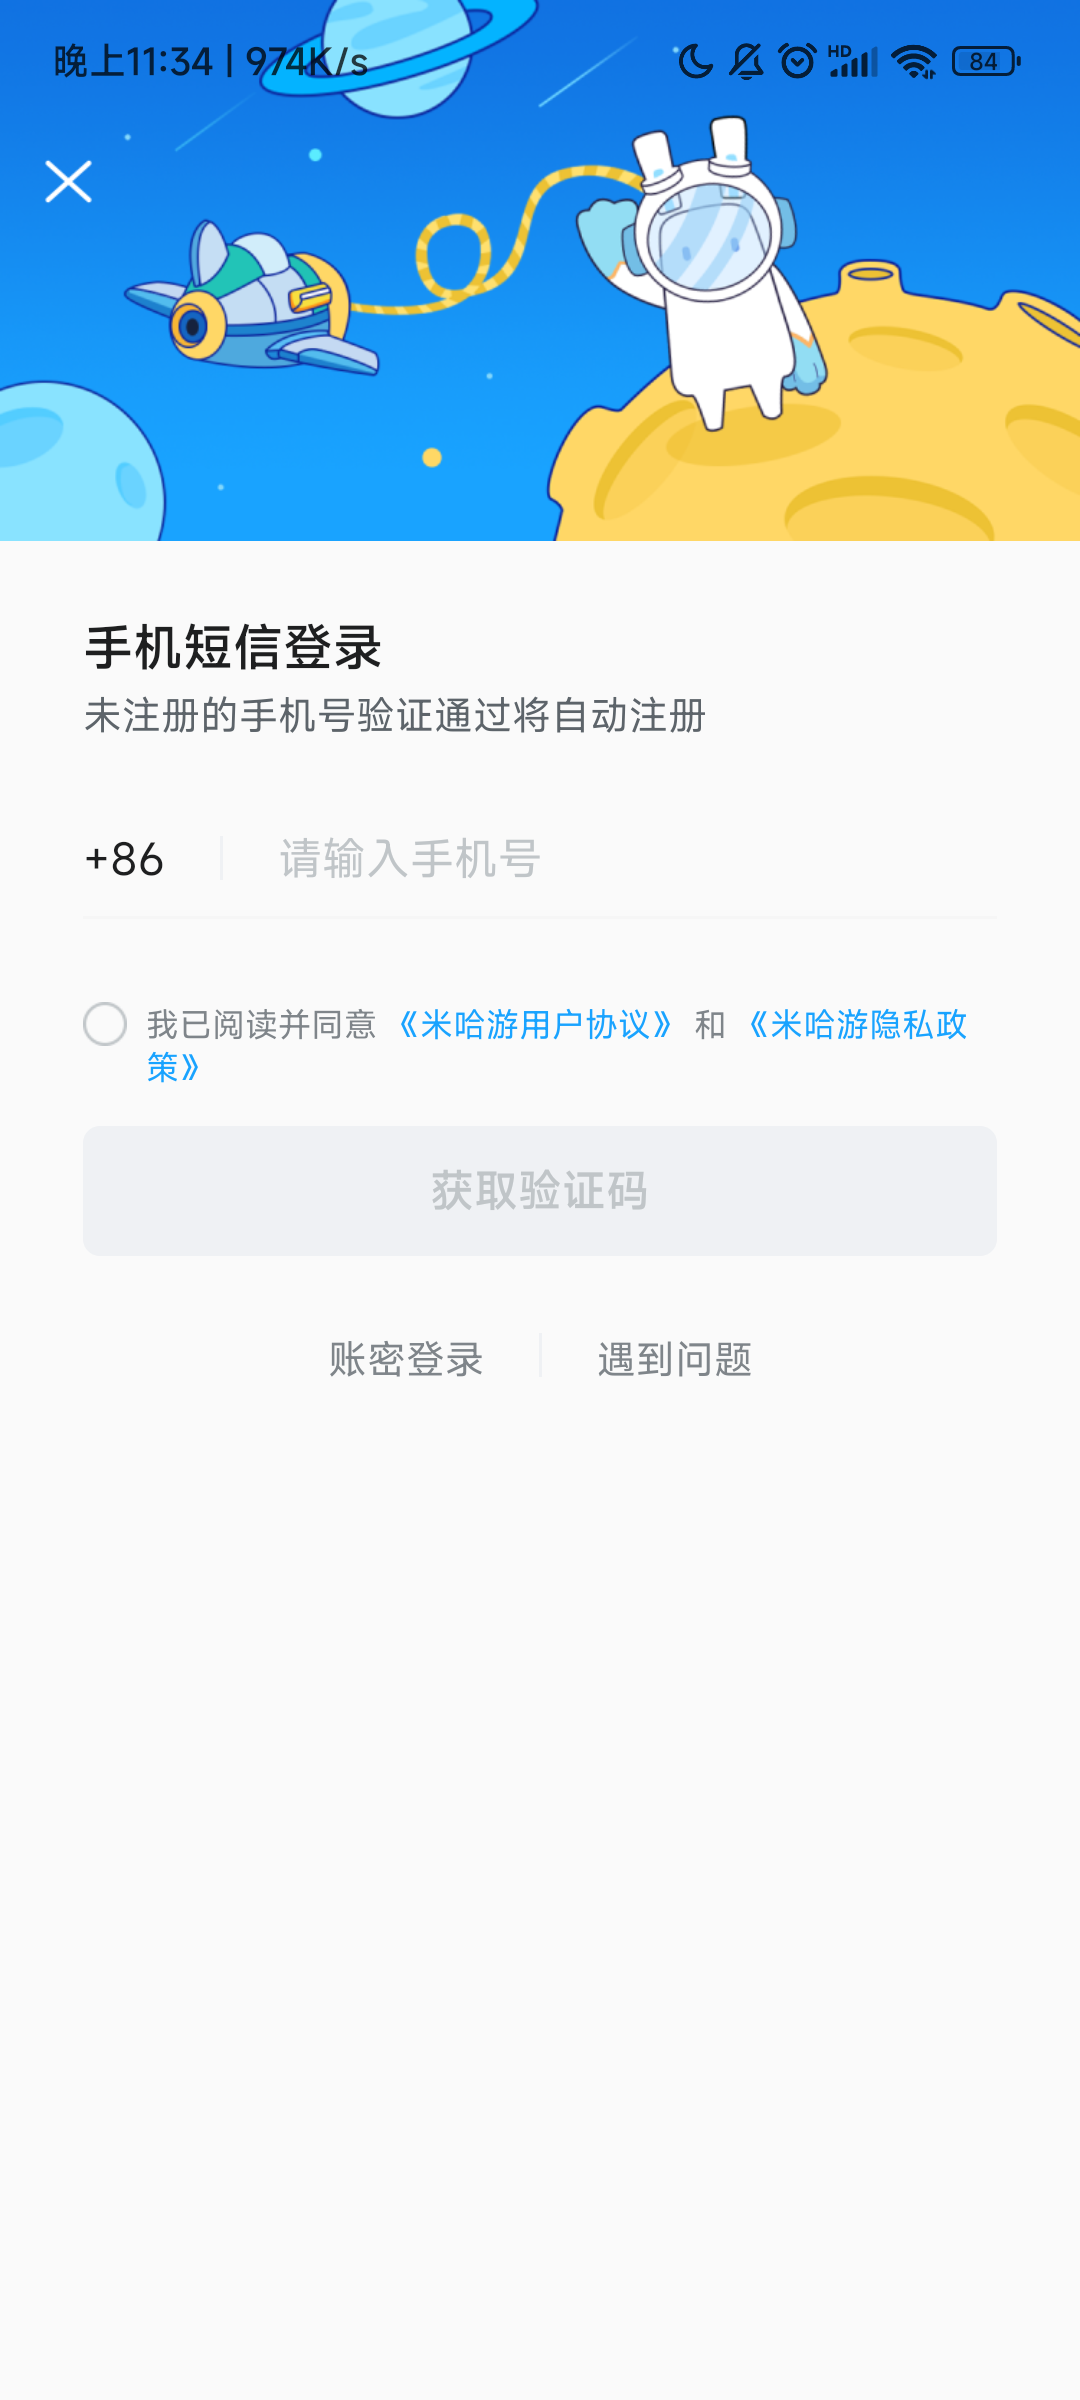 晚上11:34 | 974K/s
HD
84
手机短信登录
未注册的手机号验证通过将自动注册
+86
请输入手机号
我已阅读并同意《米哈游用户协议》和《米哈游隐私政
策》
获取验证码
账密登录
遇到问题